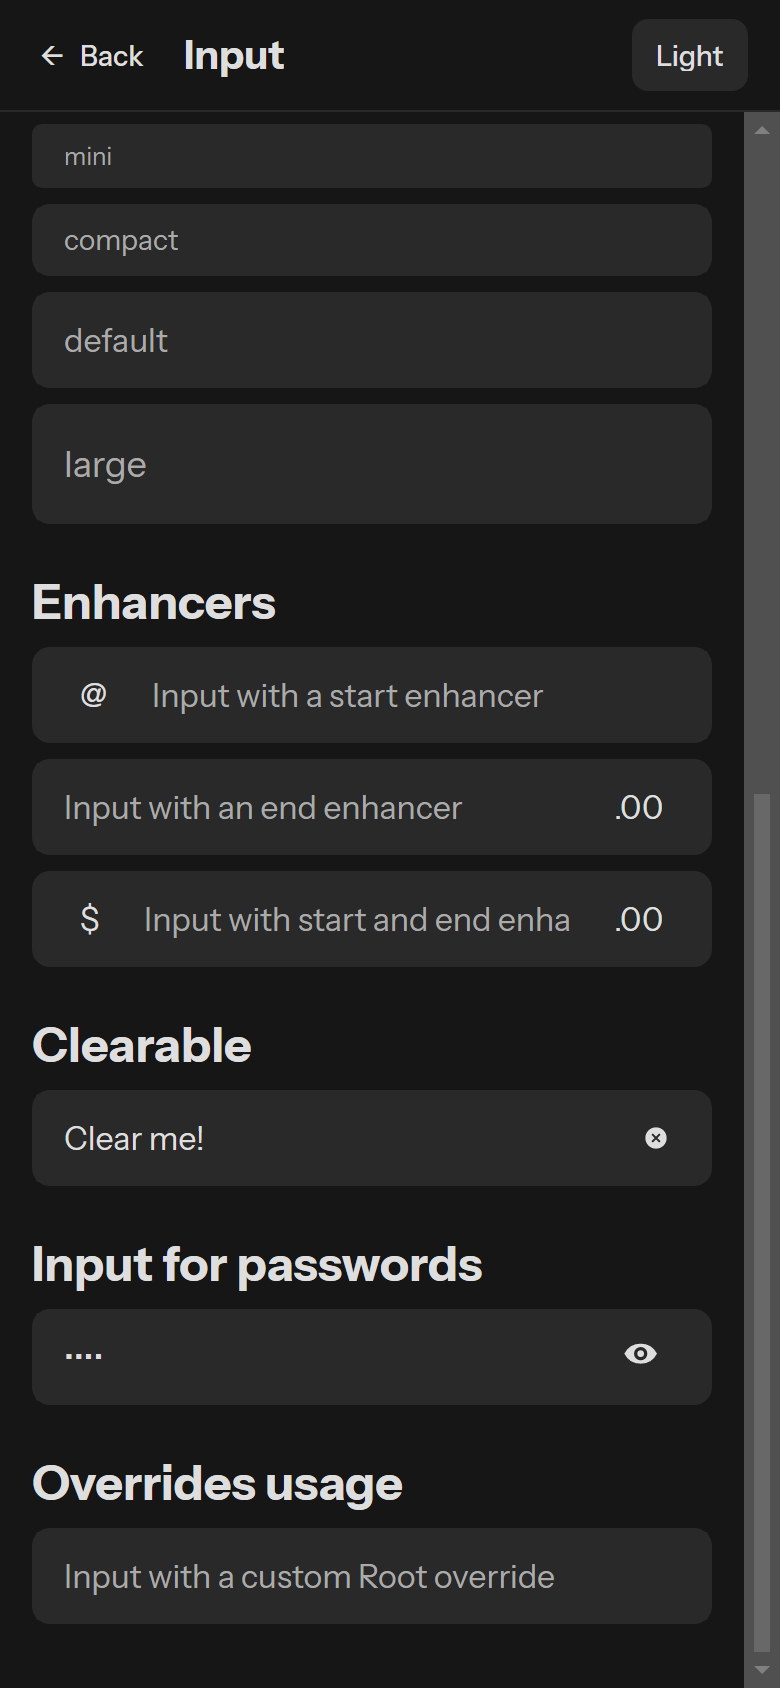 Back Input Light
mini
compact
default
large
Enhancers
@ Input with a start enhancer
Input with an end enhancer .00
$ Input with start and end enha .00
Clearable
Clear me!
Input for passwords
••••
Overrides usage
Input with a custom Root override